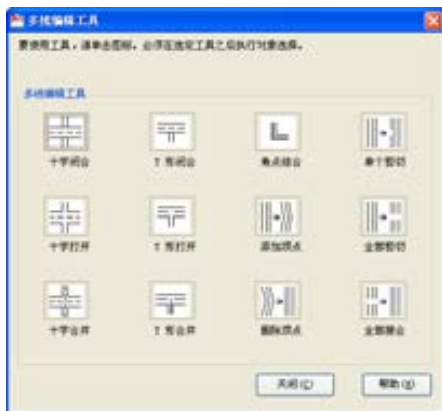 多线编辑工具
要使用工具，请单击图标。必须在选定工具之后执行对象选择。
多线编辑工具
十字闭合 T 形闭合 角点结合 单个剪切
十字打开 T 形打开 添加顶点 全部剪切
十字合并 T 形合并 删除顶点 全部接合
关闭(C) 帮助(H)